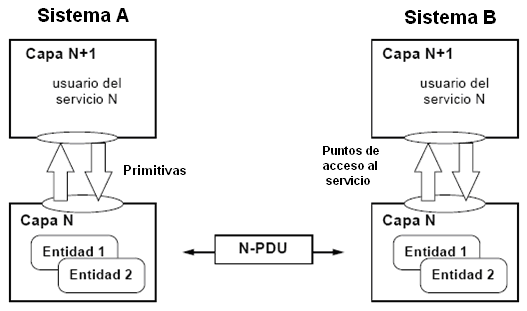 Sistema A
Capa N+1
usuario del
servicio N
Primitivas
Capa N
Entidad 1
Entidad 2
N-PDU
Sistema B
Capa N+1
usuario del
servicio N
Puntos de
acceso al
servicio
Capa N
Entidad 1
Entidad 2